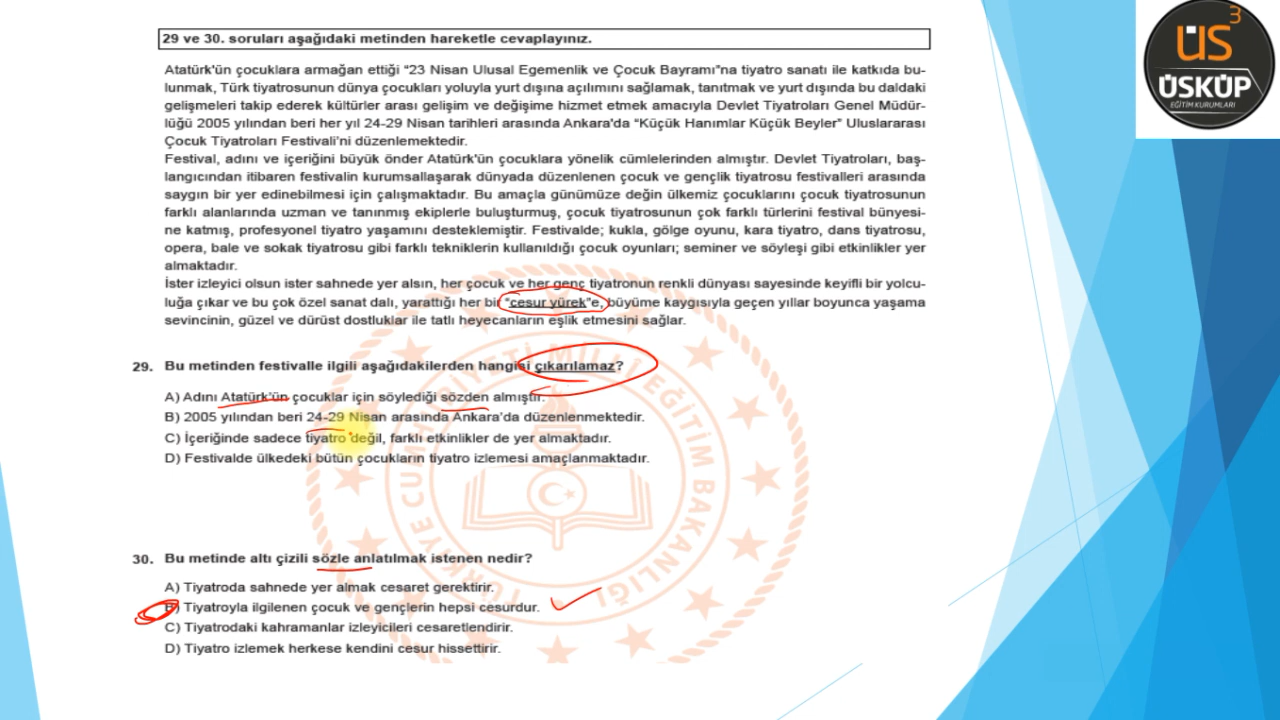 ÜS3
ÜSKÜP
EĞİTİM KURUMLARI
29 ve 30. soruları aşağıdaki metinden hareketle cevaplayınız.
Atatürk'ün çocuklara armağan ettiği “23 Nisan Ulusal Egemenlik ve Çocuk Bayramı”na tiyatro sanatı ile katkıda bu-
lunmak, Türk tiyatrosunun dünya çocukları yoluyla yurt dışına açılımını sağlamak, tanıtmak ve yurt dışında bu daldaki
gelişmeleri takip ederek kültürler arası gelişim ve değişime hizmet etmek amacıyla Devlet Tiyatroları Genel Müdür-
lüğü 2005 yılından beri her yıl 24-29 Nisan tarihleri arasında Ankara'da “Küçük Hanımlar Küçük Beyler” Uluslararası
Çocuk Tiyatroları Festivali'ni düzenlemektedir.
Festival, adını ve içeriğini büyük önder Atatürk'ün çocuklara yönelik cümlelerinden almıştır. Devlet Tiyatroları, baş-
langıcından itibaren festivalin kurumsallaşarak dünyada düzenlenen çocuk ve gençlik tiyatrosu festivalleri arasında
saygın bir yer edinebilmesi için çalışmaktadır. Bu amaçla günümüze değin ülkemiz çocuklarını çocuk tiyatrosunun
farklı alanlarında uzman ve tanınmış ekiplerle buluşturmuş, çocuk tiyatrosunun çok farklı türlerini festival bünyesi-
ne katmış, profesyonel tiyatro yaşamını desteklemiştir. Festivalde; kukla, gölge oyunu, kara tiyatro, dans tiyatrosu,
opera, bale ve sokak tiyatrosu gibi farklı tekniklerin kullanıldığı çocuk oyunları; seminer ve söyleşi gibi etkinlikler yer
almaktadır.
İster izleyici olsun ister sahnede yer alsın, her çocuk ve her genç tiyatronun renkli dünyası sayesinde keyifli bir yolcu-
luğa çıkar ve bu çok özel sanat dalı, yarattığı her bir “cesur yürek”e, büyüme kaygısıyla geçen yıllar boyunca yaşama
sevincinin, güzel ve dürüst dostluklar ile tatlı heyecanların eşlik etmesini sağlar.
29. Bu metinden festivalle ilgili aşağıdakilerden hangisi çıkarılamaz?
A) Adını Atatürk'ün çocuklar için söylediği sözden almıştır.
B) 2005 yılından beri 24-29 Nisan arasında Ankara'da düzenlenmektedir.
C) İçeriğinde sadece tiyatro değil, farklı etkinlikler de yer almaktadır.
D) Festivalde ülkedeki bütün çocukların tiyatro izlemesi amaçlanmaktadır.
30. Bu metinde altı çizili sözle anlatılmak istenen nedir?
A) Tiyatroda sahnede yer almak cesaret gerektirir.
B) Tiyatroyla ilgilenen çocuk ve gençlerin hepsi cesurdur.
C) Tiyatrodaki kahramanlar izleyicileri cesaretlendirir.
D) Tiyatro izlemek herkese kendini cesur hissettirir.
TÜRKİYE CUMHURİYETİ MİLLÎ EĞİTİM BAKANLIĞI